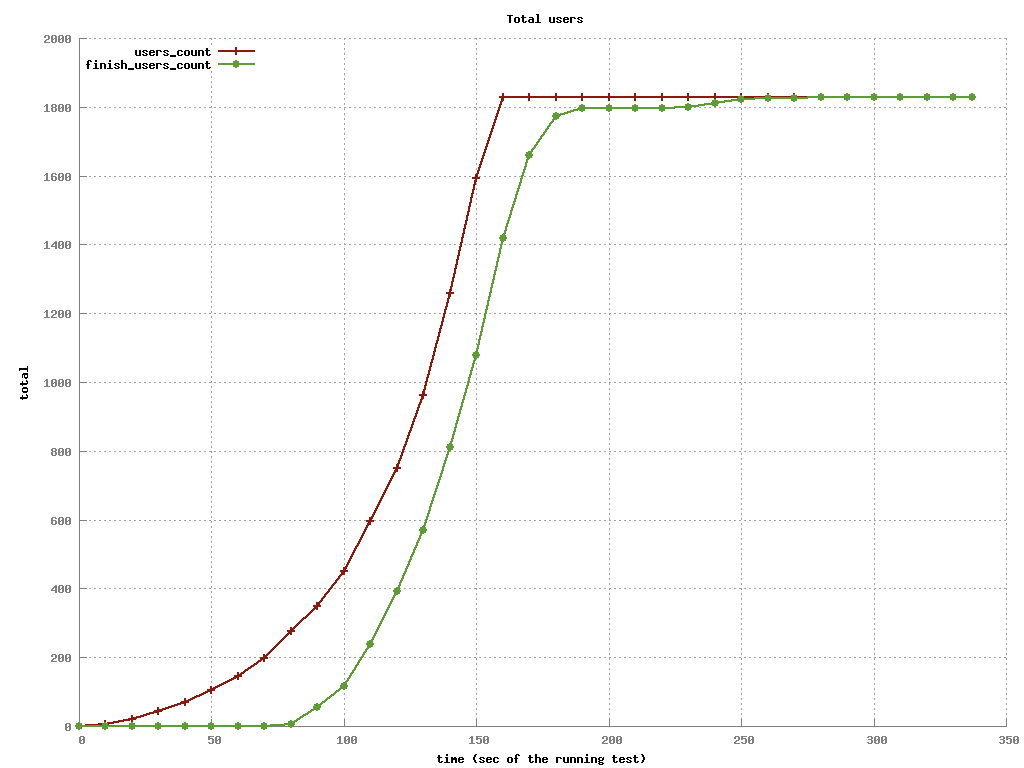 Total users
users_count
finish_users_count
2000
1800
1600
1400
1200
1000
800
600
400
200
0
total
0 50 100 150 200 250 300 350
time (sec of the running test)